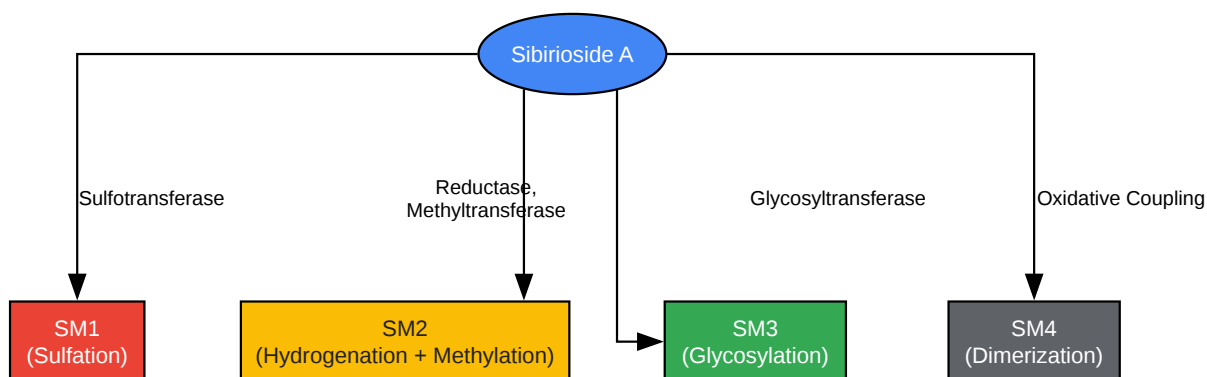 Sibirioside A
Sulfotransferase
Reductase,
Methyltransferase
Glycosyltransferase
Oxidative Coupling
SM1
(Sulfation)
SM2
(Hydrogenation + Methylation)
SM3
(Glycosylation)
SM4
(Dimerization)